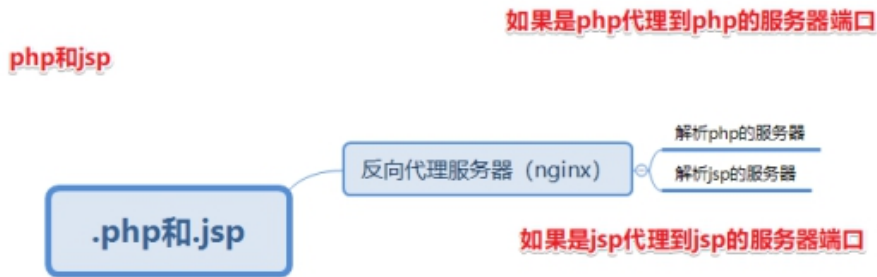 如果是php代理到php的服务器端口
php和jsp
解析php的服务器
反向代理服务器（nginx）
解析jsp的服务器
.php和.jsp
如果是jsp代理到jsp的服务器端口